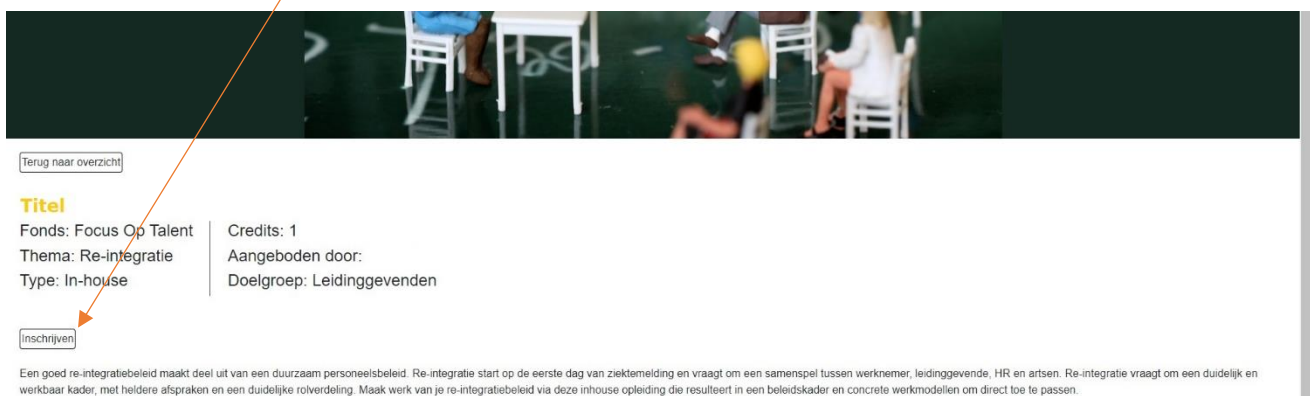 Terug naar overzicht
Titel
Fonds: Focus Op Talent
Thema: Re-integratie
Type: In-house
Credits: 1
Aangeboden door:
Doelgroep: Leidinggevenden
Inschrijven
Een goed re-integratiebeleid maakt deel uit van een duurzaam personeelsbeleid. Re-integratie start op de eerste dag van ziektemelding en vraagt om een samenspel tussen werknemer, leidinggevende, HR en artsen. Re-integratie vraagt om een duidelijk en
werkbaar kader, met heldere afspraken en een duidelijke rolverdeling. Maak werk van je re-integratiebeleid via deze inhouse opleiding die resulteert in een beleidskader en concrete werkmodellen om direct toe te passen.